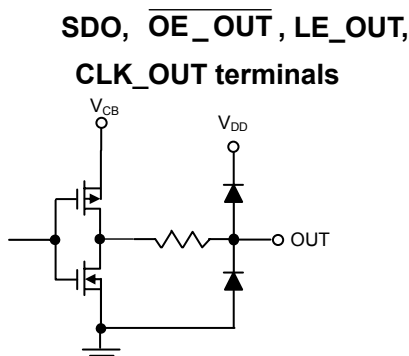 SDO, OE_OUT, LE_OUT,
CLK_OUT terminals
VCB
VDD
OUT